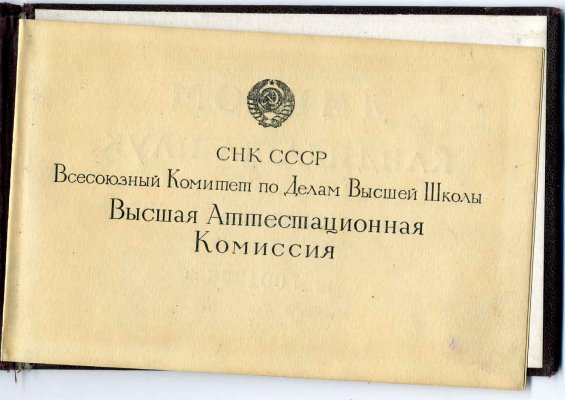 СНК СССР
Всесоюзный Комитет по Делам Высшей Школы
Высшая Аттестационная
Комиссия